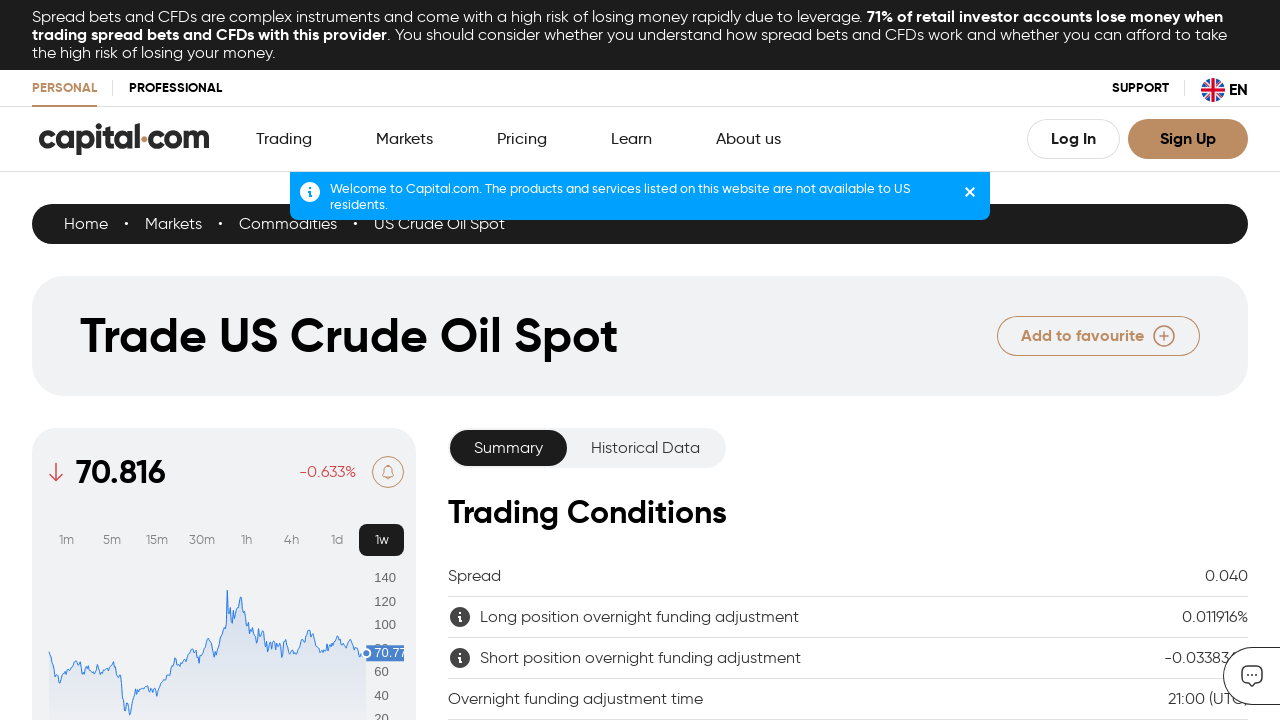 Spread bets and CFDs are complex instruments and come with a high risk of losing money rapidly due to leverage. 71% of retail investor accounts lose money when
trading spread bets and CFDs with this provider. You should consider whether you understand how spread bets and CFDs work and whether you can afford to take
the high risk of losing your money.
PERSONAL PROFESSIONAL SUPPORT EN
capital.com Trading Markets Pricing Learn About us Log In Sign Up
Welcome to Capital.com. The products and services listed on this website are not available to US
residents.
Home • Markets • Commodities • US Crude Oil Spot
Trade US Crude Oil Spot Add to favourite
70.816 -0.633%
Summary Historical Data
Trading Conditions
1m 5m 15m 30m 1h 4h 1d 1w
140
120
100
70.77
60
40
20
Spread 0.040
Long position overnight funding adjustment 0.011916%
Short position overnight funding adjustment -0.03383
Overnight funding adjustment time 21:00 (UTC)